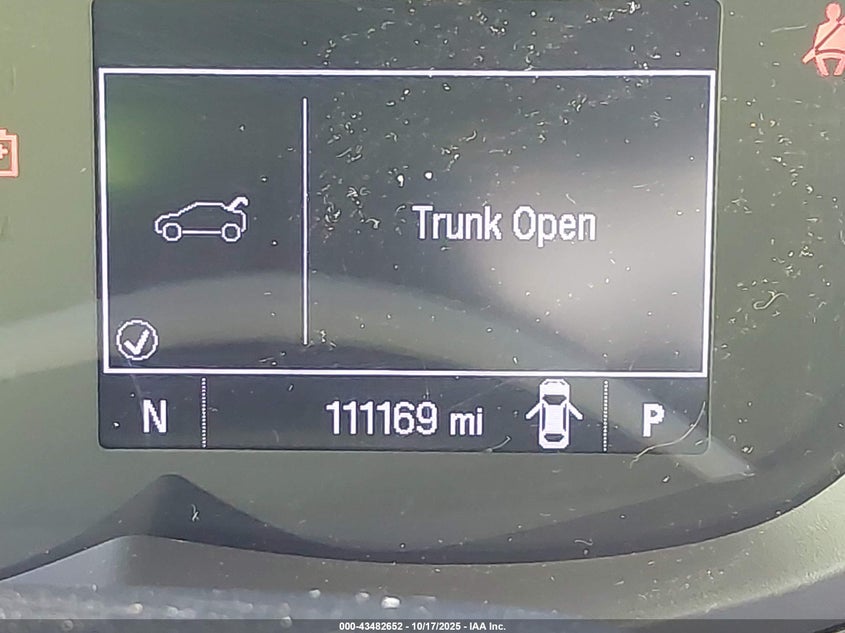 Trunk Open
N 111169 mi P
000-43482652 - 10/17/2025 - IAA Inc.